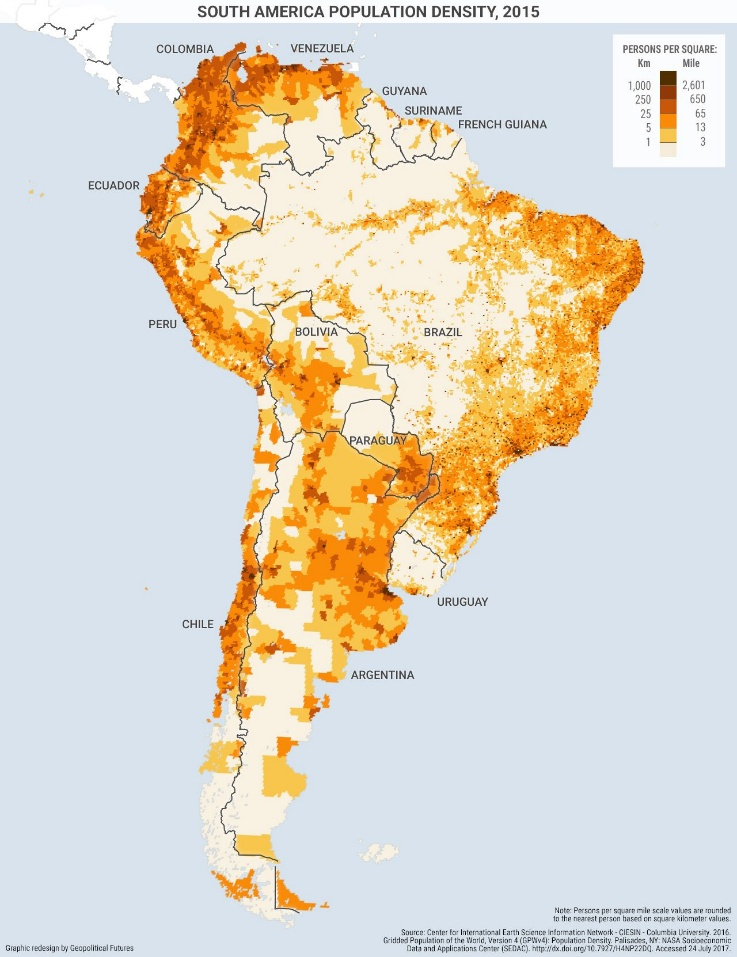 SOUTH AMERICA POPULATION DENSITY, 2015
COLOMBIA
VENEZUELA
PERSONS PER SQUARE:
Km Mile
1,000 2,601
250 650
25 65
5 13
1 3
GUYANA
SURINAME
FRENCH GUIANA
ECUADOR
PERU
BOLIVIA
BRAZIL
PARAGUAY
URUGUAY
CHILE
ARGENTINA
Note: Persons per square mile scale values are rounded
to the nearest person based on square kilometer values.
Source: Center for International Earth Science Information Network - CIESIN - Columbia University. 2016.
Gridded Population of the World, Version 4 (GPWv4): Population Density. Palisades, NY: NASA Socioeconomic
Data and Applications Center (SEDAC). http://dx.doi.org/10.7927/H4NP22DQ. Accessed 24 July 2017.
Graphic redesign by Geopolitical Futures